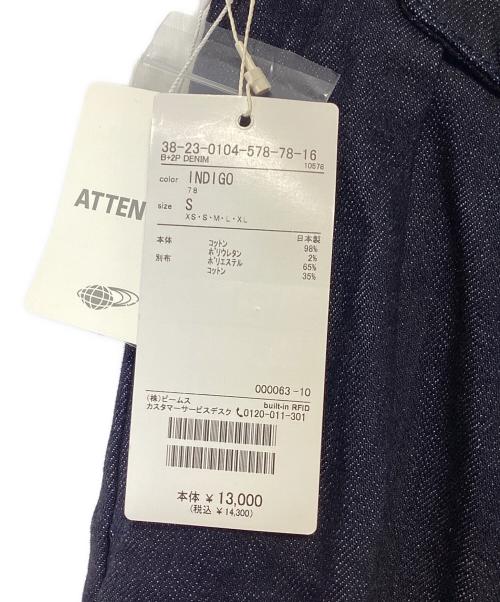 38-23-0104-578-78-16
B+2P DENIM 10578
color INDIGO
78
size S
XS・S・M・L・XL
日本製
本体 コットン 98%
ポリウレタン 2%
別布 ポリエステル 65%
コットン 35%
000063-10
(株)ビームス built-in RFID
カスタマーサービスデスク 0120-011-301
本体 ¥ 13,000
(税込 ¥ 14,300)
ATTEN